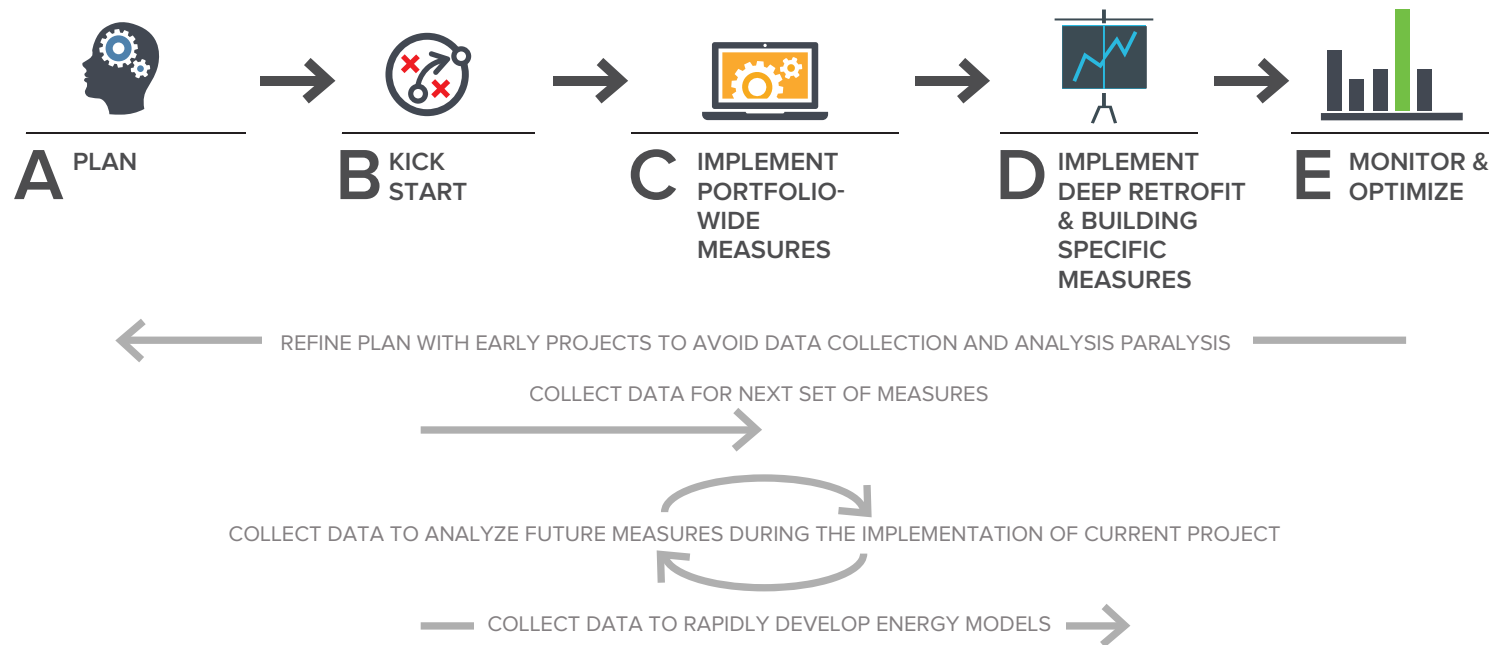 A PLAN
B KICK
START
C IMPLEMENT
PORTFOLIO-
WIDE
MEASURES
D IMPLEMENT
DEEP RETROFIT
& BUILDING
SPECIFIC
MEASURES
E MONITOR &
OPTIMIZE
REFINE PLAN WITH EARLY PROJECTS TO AVOID DATA COLLECTION AND ANALYSIS PARALYSIS
COLLECT DATA FOR NEXT SET OF MEASURES
COLLECT DATA TO ANALYZE FUTURE MEASURES DURING THE IMPLEMENTATION OF CURRENT PROJECT
COLLECT DATA TO RAPIDLY DEVELOP ENERGY MODELS